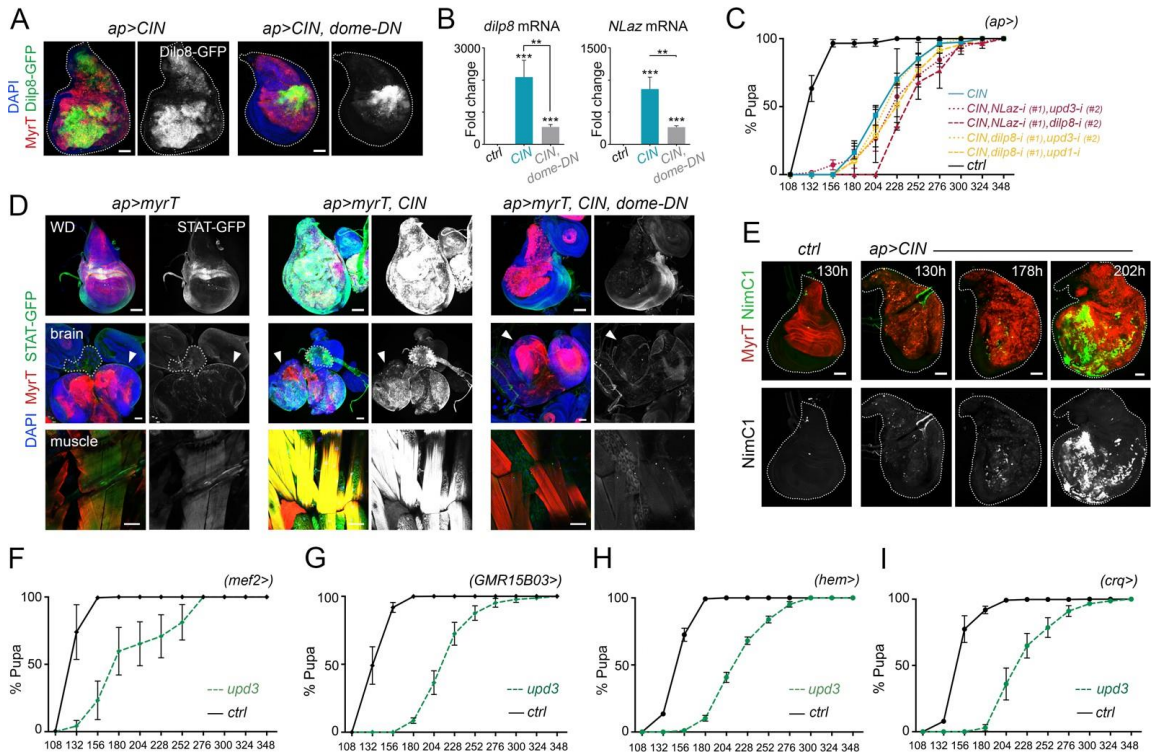 A
ap>CIN
ap>CIN, dome-DN
DAPI
MyrT Dilp8-GFP
Dilp8-GFP
B
dilp8 mRNA
NLaz mRNA
Fold change
3000
0
***
**
***
ctrl
CIN
CIN,
dome-DN
Fold change
1500
0
***
**
***
ctrl
CIN
CIN,
dome-DN
C
(ap>)
% Pupa
100
50
0
CIN
CIN,NLaz-i (#1),upd3-i (#2)
CIN,NLaz-i (#1),dilp8-i (#2)
CIN,dilp8-i (#1),upd3-i (#2)
CIN,dilp8-i (#1),upd1-i
ctrl
108 132 156 180 204 228 252 276 300 324 348
D
ap>myrT
ap>myrT, CIN
ap>myrT, CIN, dome-DN
DAPI MyrT STAT-GFP
WD
STAT-GFP
brain
muscle
E
ctrl
ap>CIN
MyrT NimC1
130h
130h
178h
202h
NimC1
F
(mef2>)
% Pupa
100
50
0
upd3
ctrl
108 132 156 180 204 228 252 276 300 324 348
G
(GMR15B03>)
% Pupa
100
50
0
upd3
ctrl
108 132 156 180 204 228 252 276 300 324 348
H
(hem>)
% Pupa
100
50
0
upd3
ctrl
108 132 156 180 204 228 252 276 300 324 348
I
(crq>)
% Pupa
100
50
0
upd3
ctrl
108 132 156 180 204 228 252 276 300 324 348